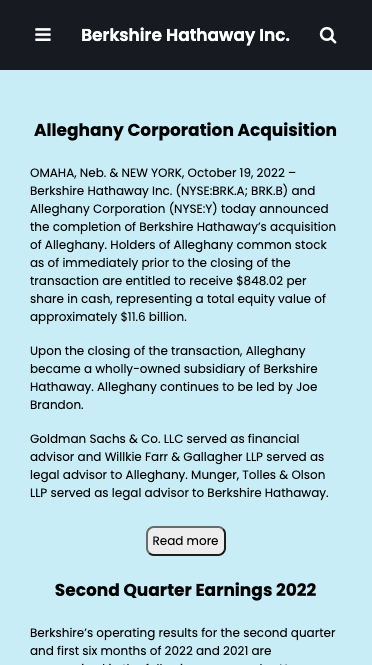 Berkshire Hathaway Inc.
Alleghany Corporation Acquisition
OMAHA, Neb. & NEW YORK, October 19, 2022 –
Berkshire Hathaway Inc. (NYSE:BRK.A; BRK.B) and
Alleghany Corporation (NYSE:Y) today announced
the completion of Berkshire Hathaway’s acquisition
of Alleghany. Holders of Alleghany common stock
as of immediately prior to the closing of the
transaction are entitled to receive $848.02 per
share in cash, representing a total equity value of
approximately $11.6 billion.
Upon the closing of the transaction, Alleghany
became a wholly-owned subsidiary of Berkshire
Hathaway. Alleghany continues to be led by Joe
Brandon.
Goldman Sachs & Co. LLC served as financial
advisor and Willkie Farr & Gallagher LLP served as
legal advisor to Alleghany. Munger, Tolles & Olson
LLP served as legal advisor to Berkshire Hathaway.
Read more
Second Quarter Earnings 2022
Berkshire’s operating results for the second quarter
and first six months of 2022 and 2021 are